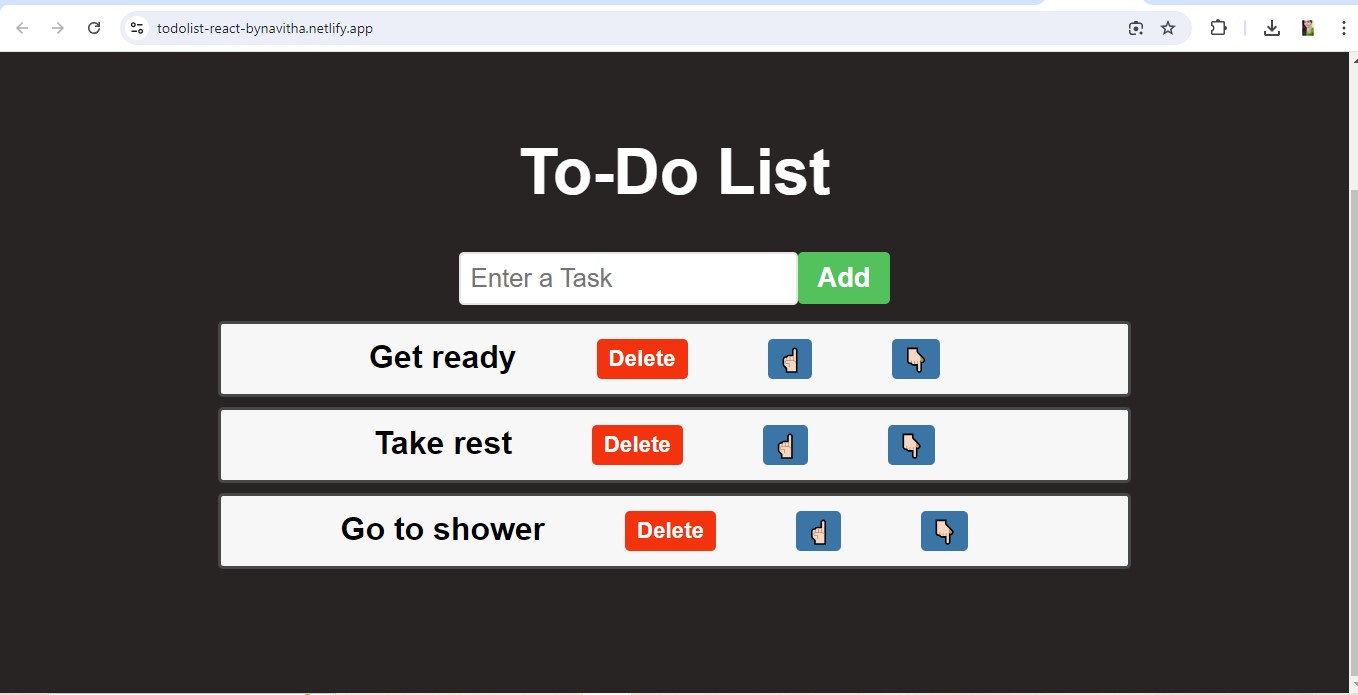 todolist-react-bynavitha.netlify.app
To-Do List
Enter a Task Add
Get ready Delete
Take rest Delete
Go to shower Delete